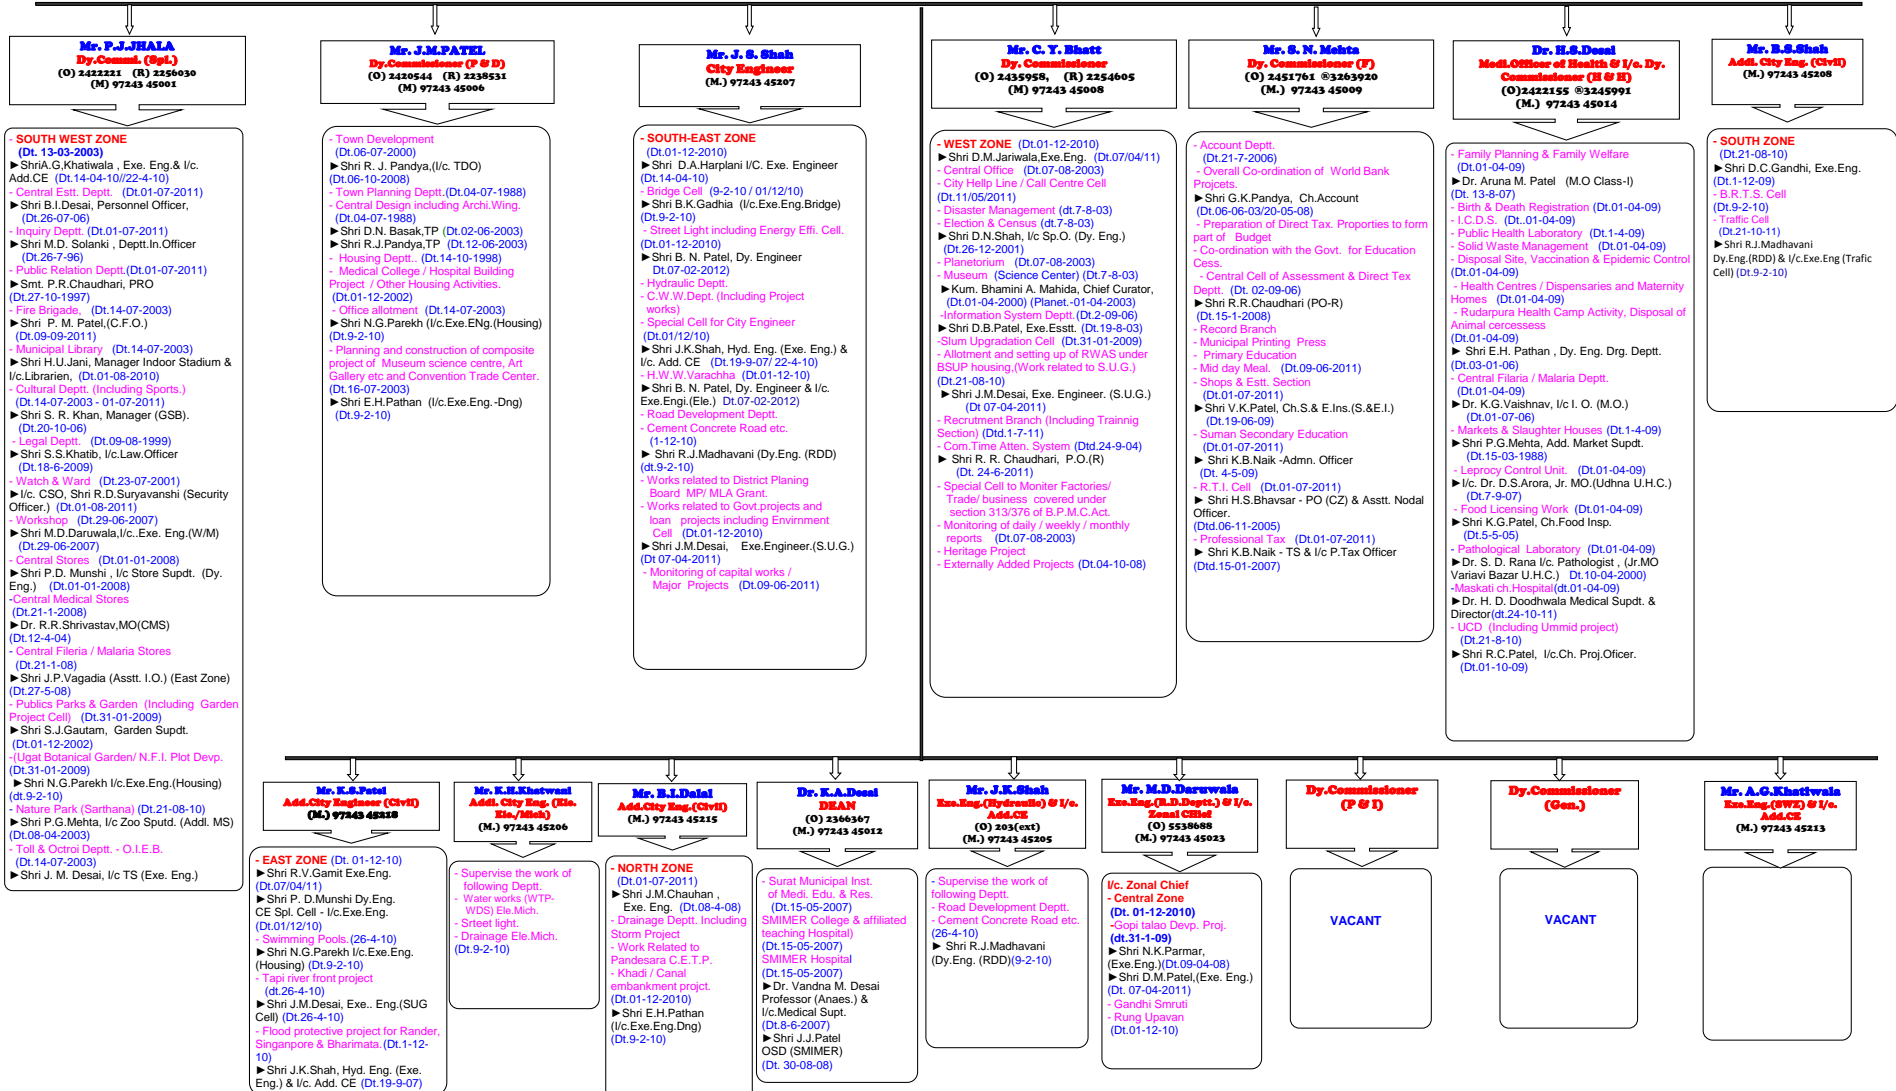 Mr. P.J.JHALA
Dy.Commi. (Spl.)
(O) 2422221 (R) 2256030
(M) 97243 45001
- SOUTH WEST ZONE
(Dt. 13-03-2003)
►ShriA.G.Khatiwala , Exe. Eng.& I/c.
Add.CE (Dt.14-04-10//22-4-10)
- Central Estt. Deptt. (Dt.01-07-2011)
►Shri B.I.Desai, Personnel Officer,
(Dt.26-07-06)
- Inquiry Deptt. (Dt.01-07-2011)
►Shri M.D. Solanki , Deptt.In.Officer
(Dt.26-7-96)
- Public Relation Deptt.(Dt.01-07-2011)
►Smt. P.R.Chaudhari, PRO
(Dt.27-10-1997)
- Fire Brigade, (Dt.14-07-2003)
►Shri P. M. Patel,(C.F.O.)
(Dt.09-09-2011)
- Municipal Library (Dt.14-07-2003)
►Shri H.U.Jani, Manager Indoor Stadium &
I/c.Librarien, (Dt.01-08-2010)
- Cultural Deptt. (Including Sports.)
(Dt.14-07-2003 - 01-07-2011)
►Shri S. R. Khan, Manager (GSB).
(Dt.20-10-06)
- Legal Deptt. (Dt.09-08-1999)
►Shri S.S.Khatib, I/c.Law.Officer
(Dt.18-6-2009)
- Watch & Ward (Dt.23-07-2001)
►I/c. CSO, Shri R.D.Suryavanshi (Security
Officer.) (Dt.01-08-2011)
- Workshop (Dt.29-06-2007)
►Shri M.D.Daruwala,I/c..Exe. Eng.(W/M)
(Dt.29-06-2007)
- Central Stores (Dt.01-01-2008)
►Shri P.D. Munshi , I/c Store Supdt. (Dy.
Eng.) (Dt.01-01-2008)
-Central Medical Stores
(Dt.21-1-2008)
►Dr. R.R.Shrivastav,MO(CMS)
(Dt.12-4-04)
- Central Fileria / Malaria Stores
(Dt.21-1-08)
►Shri J.P.Vagadia (Asstt. I.O.) (East Zone)
(Dt.27-5-08)
- Publics Parks & Garden (Including Garden
Project Cell) (Dt.31-01-2009)
►Shri S.J.Gautam, Garden Supdt.
(Dt.01-12-2002)
-(Ugat Botanical Garden/ N.F.I. Plot Devp.
(Dt.31-01-2009)
►Shri N.G.Parekh I/c.Exe.Eng.(Housing)
(dt.9-2-10)
- Nature Park (Sarthana) (Dt.21-08-10)
►Shri P.G.Mehta, I/c Zoo Sputd. (Addl. MS)
(Dt.08-04-2003)
- Toll & Octroi Deptt. - O.I.E.B.
(Dt.14-07-2003)
►Shri J. M. Desai, I/c TS (Exe. Eng.)
Mr. J.M.PATEL
Dy.Commissioner (P & D)
(O) 2420544 (R) 2238531
(M) 97243 45006
- Town Development
(Dt.06-07-2000)
►Shri R. J. Pandya,(I/c. TDO)
(Dt.06-10-2008)
- Town Planning Deptt.(Dt.04-07-1988)
- Central Design including Archi.Wing.
(Dt.04-07-1988)
►Shri D.N. Basak,TP (Dt.02-06-2003)
►Shri R.J.Pandya,TP (Dt.12-06-2003)
- Housing Deptt.. (Dt.14-10-1998)
- Medical College / Hospital Building
Project / Other Housing Activities.
(Dt.01-12-2002)
- Office allotment (Dt.14-07-2003)
►Shri N.G.Parekh (I/c.Exe.ENg.(Housing)
(Dt.9-2-10)
- Planning and construction of composite
project of Museum science centre, Art
Gallery etc and Convention Trade Center.
(Dt.16-07-2003)
►Shri E.H.Pathan (I/c.Exe.Eng.-Dng)
(Dt.9-2-10)
Mr. J. S. Shah
City Engineer
(M.) 97243 45207
- SOUTH-EAST ZONE
(Dt.01-12-2010)
►Shri D.A.Harplani I/C. Exe. Engineer
(Dt.14-04-10)
- Bridge Cell (9-2-10 / 01/12/10)
►Shri B.K.Gadhia (I/c.Exe.Eng.Bridge)
(Dt.9-2-10)
- Street Light including Energy Effi. Cell.
(Dt.01-12-2010)
►Shri B. N. Patel, Dy. Engineer
Dt.07-02-2012)
- Hydraulic Deptt.
- C.W.W.Dept. (Including Project
works)
- Special Cell for City Engineer
(Dt.01/12/10)
►Shri J.K.Shah, Hyd. Eng. (Exe. Eng.) &
I/c. Add. CE (Dt.19-9-07/ 22-4-10)
- H.W.W.Varachha (Dt.01-12-10)
►Shri B. N. Patel, Dy. Engineer & I/c.
Exe.Engi.(Ele.) Dt.07-02-2012)
- Road Development Deptt.
- Cement Concrete Road etc.
(1-12-10)
► Shri R.J.Madhavani (Dy.Eng. (RDD)
(dt.9-2-10)
- Works related to District Planing
Board MP/ MLA Grant.
- Works related to Govt.projects and
loan projects including Envirnment
Cell (Dt.01-12-2010)
►Shri J.M.Desai, Exe.Engineer.(S.U.G.)
(Dt 07-04-2011)
- Monitoring of capital works /
Major Projects (Dt.09-06-2011)
Mr. C. Y. Bhatt
Dy. Commissioner
(O) 2435958, (R) 2254605
(M) 97243 45008
- WEST ZONE (Dt.01-12-2010)
►Shri D.M.Jariwala,Exe.Eng. (Dt.07/04/11)
- Central Office (Dt.07-08-2003)
- City Hellp Line / Call Centre Cell
(Dt.11/05/2011)
- Disaster Management (dt.7-8-03)
- Election & Census (dt.7-8-03)
►Shri D.N.Shah, I/c Sp.O. (Dy. Eng.)
(Dt.26-12-2001)
- Planetorium (Dt.07-08-2003)
- Museum (Science Center) (Dt.7-8-03)
►Kum. Bhamini A. Mahida, Chief Curator,
(Dt.01-04-2000) (Planet.-01-04-2003)
-Information System Deptt.(Dt.2-09-06)
►Shri D.B.Patel, Exe.Esstt. (Dt.19-8-03)
-Slum Upgradation Cell (Dt.31-01-2009)
- Allotment and setting up of RWAS under
BSUP housing,(Work related to S.U.G.)
(Dt.21-08-10)
►Shri J.M.Desai, Exe. Engineer. (S.U.G.)
(Dt 07-04-2011)
- Recrutment Branch (Including Trainnig
Section) (Dtd.1-7-11)
- Com.Time Atten. System (Dtd.24-9-04)
► Shri R. R. Chaudhari, P.O.(R)
(Dt. 24-6-2011)
- Special Cell to Moniter Factories/
Trade/ business covered under
section 313/376 of B.P.M.C.Act.
- Monitoring of daily / weekly / monthly
reports (Dt.07-08-2003)
- Heritage Project
- Externally Added Projects (Dt.04-10-08)
Mr. S. N. Mehta
Dy. Commissioner (F)
(O) 2451761 ®3263920
(M.) 97243 45009
- Account Deptt.
(Dt.21-7-2006)
- Overall Co-ordination of World Bank
Projcets.
►Shri G.K.Pandya, Ch.Account
(Dt.06-06-03/20-05-08)
- Preparation of Direct Tax. Proporties to form
part of Budget
- Co-ordination with the Govt. for Education
Cess.
- Central Cell of Assessment & Direct Tex
Deptt. (Dt. 02-09-06)
►Shri R.R.Chaudhari (PO-R)
(Dt.15-1-2008)
- Record Branch
- Municipal Printing Press
- Primary Education
- Mid day Meal. (Dt.09-06-2011)
- Shops & Estt. Section
(Dt.01-07-2011)
►Shri V.K.Patel, Ch.S.& E.Ins.(S.&E.I.)
(Dt.19-06-09)
- Suman Secondary Education
(Dt.01-07-2011)
► Shri K.B.Naik -Admn. Officer
(Dt. 4-5-09)
- R.T.I. Cell (Dt.01-07-2011)
► Shri H.S.Bhavsar - PO (CZ) & Asstt. Nodal
Officer.
(Dtd.06-11-2005)
- Professional Tax (Dt.01-07-2011)
► Shri K.B.Naik - TS & I/c P.Tax Officer
(Dtd.15-01-2007)
Dr. H.S.Desai
Medi.Officer of Health & I/c. Dy.
Commissioner (H & H)
(O)2422155 ®3245991
(M.) 97243 45014
- Family Planning & Family Welfare
(Dt.01-04-09)
►Dr. Aruna M. Patel (M.O Class-I)
(Dt. 13-8-07)
- Birth & Death Registration (Dt.01-04-09)
- I.C.D.S. (Dt..01-04-09)
- Public Health Laboratory (Dt.1-4-09)
- Solid Waste Management (Dt.01-04-09)
- Disposal Site, Vaccination & Epidemic Control
(Dt.01-04-09)
- Health Centres / Dispensaries and Maternity
Homes (Dt.01-04-09)
- Rudarpura Health Camp Activity, Disposal of
Animal cercessess
(Dt.01-04-09)
► Shri E.H. Pathan , Dy. Eng. Drg. Deptt.
(Dt.03-01-06)
- Central Filaria / Malaria Deptt.
(Dt.01-04-09)
►Dr. K.G.Vaishnav, I/c I. O. (M.O.)
(Dt.01-07-06)
- Markets & Slaughter Houses (Dt.1-4-09)
►Shri P.G.Mehta, Add. Market Supdt.
(Dt.15-03-1988)
- Leprocy Control Unit. (Dt.01-04-09)
►I/c. Dr. D.S.Arora, Jr. MO.(Udhna U.H.C.)
(Dt.7-9-07)
- Food Licensing Work (Dt.01-04-09)
►Shri K.G.Patel, Ch.Food Insp.
(Dt.5-5-05)
- Pathological Laboratory (Dt.01-04-09)
►Dr. S. D. Rana I/c. Pathologist , (Jr.MO
Variavi Bazar U.H.C.) Dt.10-04-2000)
-Maskati ch.Hospital(dt.01-04-09)
►Dr. H. D. Doodhwala Medical Supdt. &
Director(dt.24-10-11)
- UCD (Including Ummid project)
(Dt.21-8-10)
►Shri R.C.Patel, I/c.Ch. Proj.Oficer.
(Dt.01-10-09)
Mr. B.S.Shah
Addl. City Eng. (Civil)
(M.) 97243 45208
- SOUTH ZONE
(Dt.21-08-10)
►Shri D.C.Gandhi, Exe.Eng.
(Dt.1-12-09)
- B.R.T.S. Cell
(Dt.9-2-10)
- Traffic Cell
(Dt.21-10-11)
►Shri R.J.Madhavani
Dy.Eng.(RDD) & I/c.Exe.Eng (Trafic
Cell) (Dt.9-2-10)
Mr. K.S.Patel
Add.City Engineer (Civil)
(M.) 97243 45218
- EAST ZONE (Dt. 01-12-10)
►Shri R.V.Gamit Exe.Eng.
(Dt.07/04/11)
►Shri P. D.Munshi Dy.Eng.
CE Spl. Cell - I/c.Exe.Eng.
(Dt.01/12/10)
- Swimming Pools.(26-4-10)
►Shri N.G.Parekh I/c.Exe.Eng.
(Housing) (Dt.9-2-10)
- Tapi river front project
(dt.26-4-10)
►Shri J.M.Desai, Exe.. Eng.(SUG
Cell) (Dt.26-4-10)
- Flood protective project for Rander,
Singanpore & Bharimata.(Dt.1-12-
10)
►Shri J.K.Shah, Hyd. Eng. (Exe.
Eng.) & I/c. Add. CE (Dt.19-9-07)
Mr. K.H.Khatwani
Addl. City Eng. (Ele.
Ele./Mich)
(M.) 97243 45206
- Supervise the work of
following Deptt.
- Water works (WTP-
WDS) Ele.Mich.
- Srteet light.
- Drainage Ele.Mich.
(Dt.9-2-10)
Mr. B.I.Dalal
Add.City Eng.(Civil)
(M.) 97243 45215
- NORTH ZONE
(Dt.01-07-2011)
►Shri J.M.Chauhan ,
Exe. Eng. (Dt.08-4-08)
- Drainage Deptt. Including
Storm Project
- Work Related to
Pandesara C.E.T.P.
- Khadi / Canal
embankment projct.
(Dt.01-12-2010)
►Shri E.H.Pathan
(I/c.Exe.Eng.Dng)
(Dt.9-2-10)
Dr. K.A.Desai
DEAN
(O) 2366367
(M.) 97243 45012
- Surat Municipal Inst.
of Medi. Edu. & Res.
(Dt.15-05-2007)
SMIMER College & affiliated
teaching Hospital)
(Dt.15-05-2007)
SMIMER Hospital
(Dt.15-05-2007)
►Dr. Vandna M. Desai
Professor (Anaes.) &
I/c.Medical Supt.
(Dt.8-6-2007)
►Shri J.J.Patel
OSD (SMIMER)
(Dt. 30-08-08)
Mr. J.K.Shah
Exe.Eng.(Hydraulic) & I/c.
Add.CE
(O) 203(ext)
(M.) 97243 45205
- Supervise the work of
following Deptt.
- Road Development Deptt.
- Cement Concrete Road etc.
(26-4-10)
► Shri R.J.Madhavani
(Dy.Eng. (RDD)(9-2-10)
Mr. M.D.Daruwala
Exe.Eng.(R.D.Deptt.) & I/c.
Zonal Chief
(O) 5538688
(M.) 97243 45023
I/c. Zonal Chief
- Central Zone
(Dt. 01-12-2010)
-Gopi talao Devp. Proj.
(dt.31-1-09)
►Shri N.K.Parmar,
(Exe.Eng.)(Dt.09-04-08)
►Shri D.M.Patel,(Exe. Eng.)
(Dt. 07-04-2011)
- Gandhi Smruti
- Rung Upavan
(Dt.01-12-10)
Dy.Commissioner
(P & I)
VACANT
Dy.Commissioner
(Gen.)
VACANT
Mr. A.G.Khatiwala
Exe.Eng.(SWZ) & I/c.
Add.CE
(M.) 97243 45213